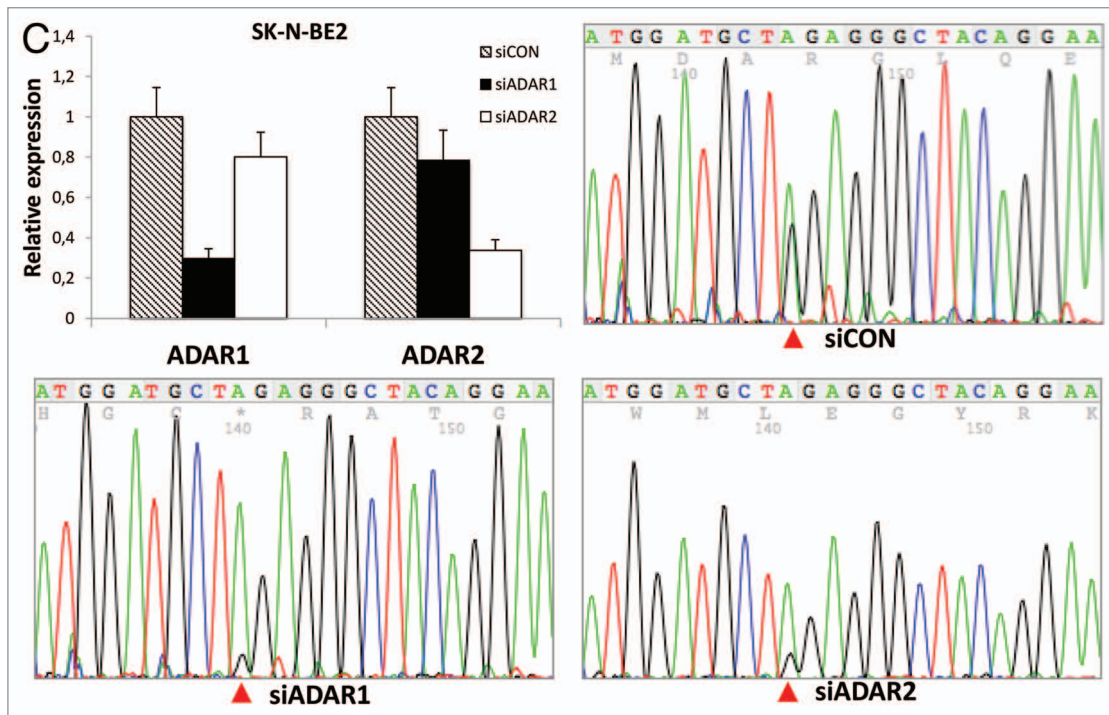 C
SK-N-BE2
Relative expression
1,4
1,2
1
0,8
0,6
0,4
0,2
0
siCON
siADAR1
siADAR2
ADAR1 ADAR2
ATGGATGCTAGAGGGCTACAGGAA
M D A R G L Q E
140 150
siCON
ATGGATGCTAGAGGGCTACAGGAA
H G C * R A T G
140 150
siADAR1
ATGGATGCTAGAGGGCTACAGGAA
W M L E G Y R K
140 150
siADAR2